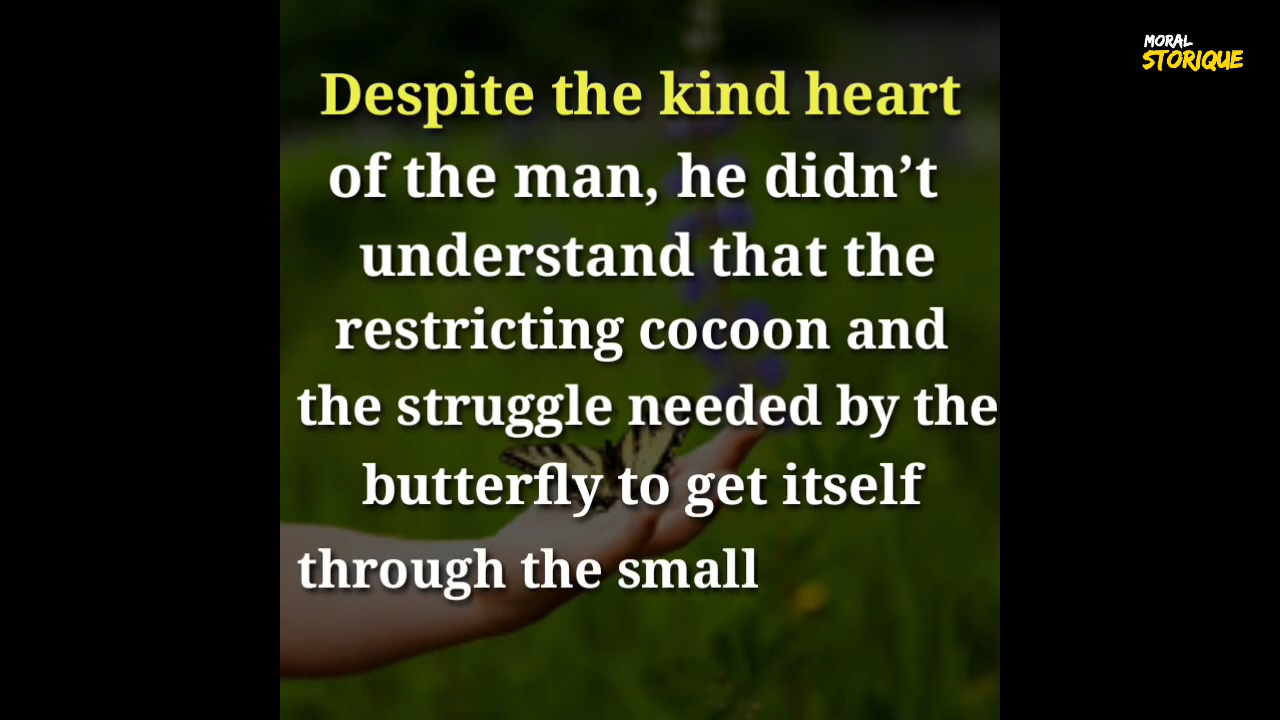 MORAL
STORIQUE
Despite the kind heart
of the man, he didn’t
understand that the
restricting cocoon and
the struggle needed by the
butterfly to get itself
through the small